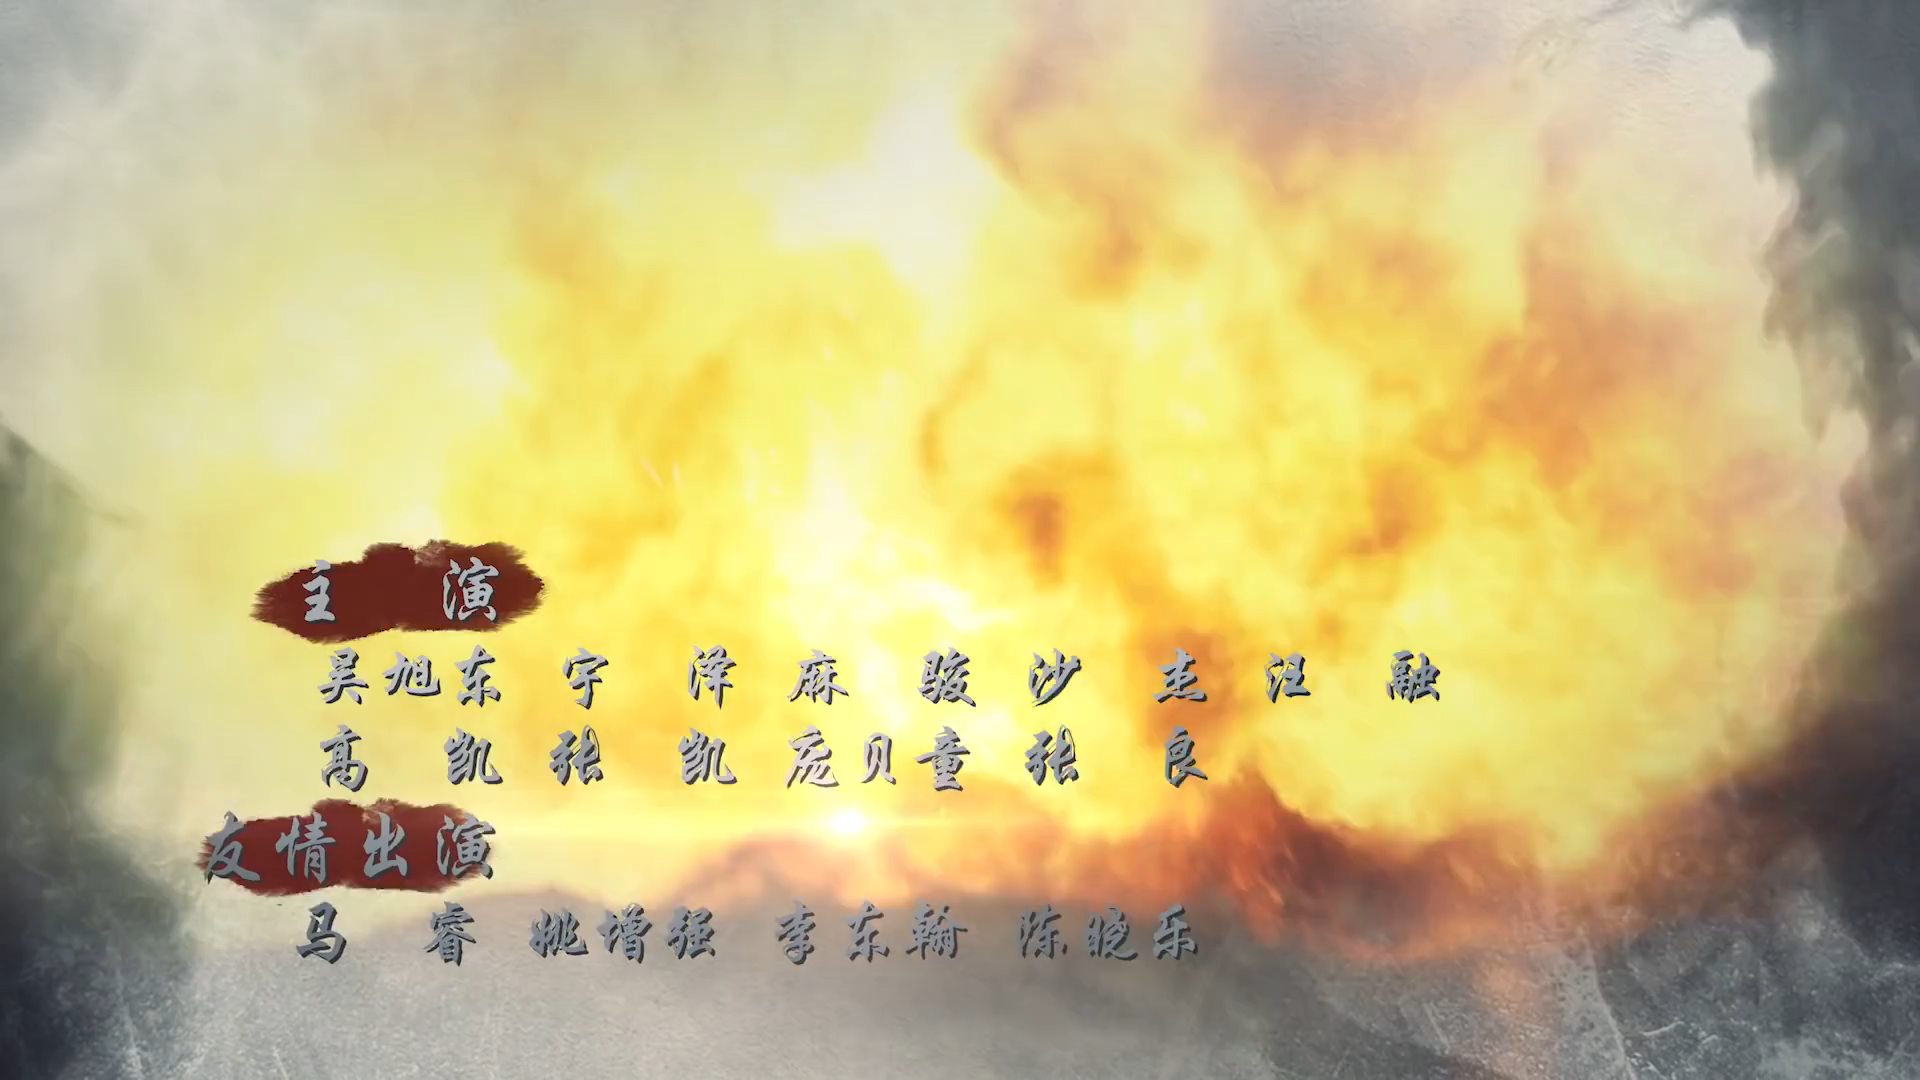 主 演
吴旭东 宇 泽 麻 骏 沙 杰 汪 融
高 凯 张 凯 庞贝童 张 良
友情出演
马 睿 姚增强 李东翰 陈晓乐